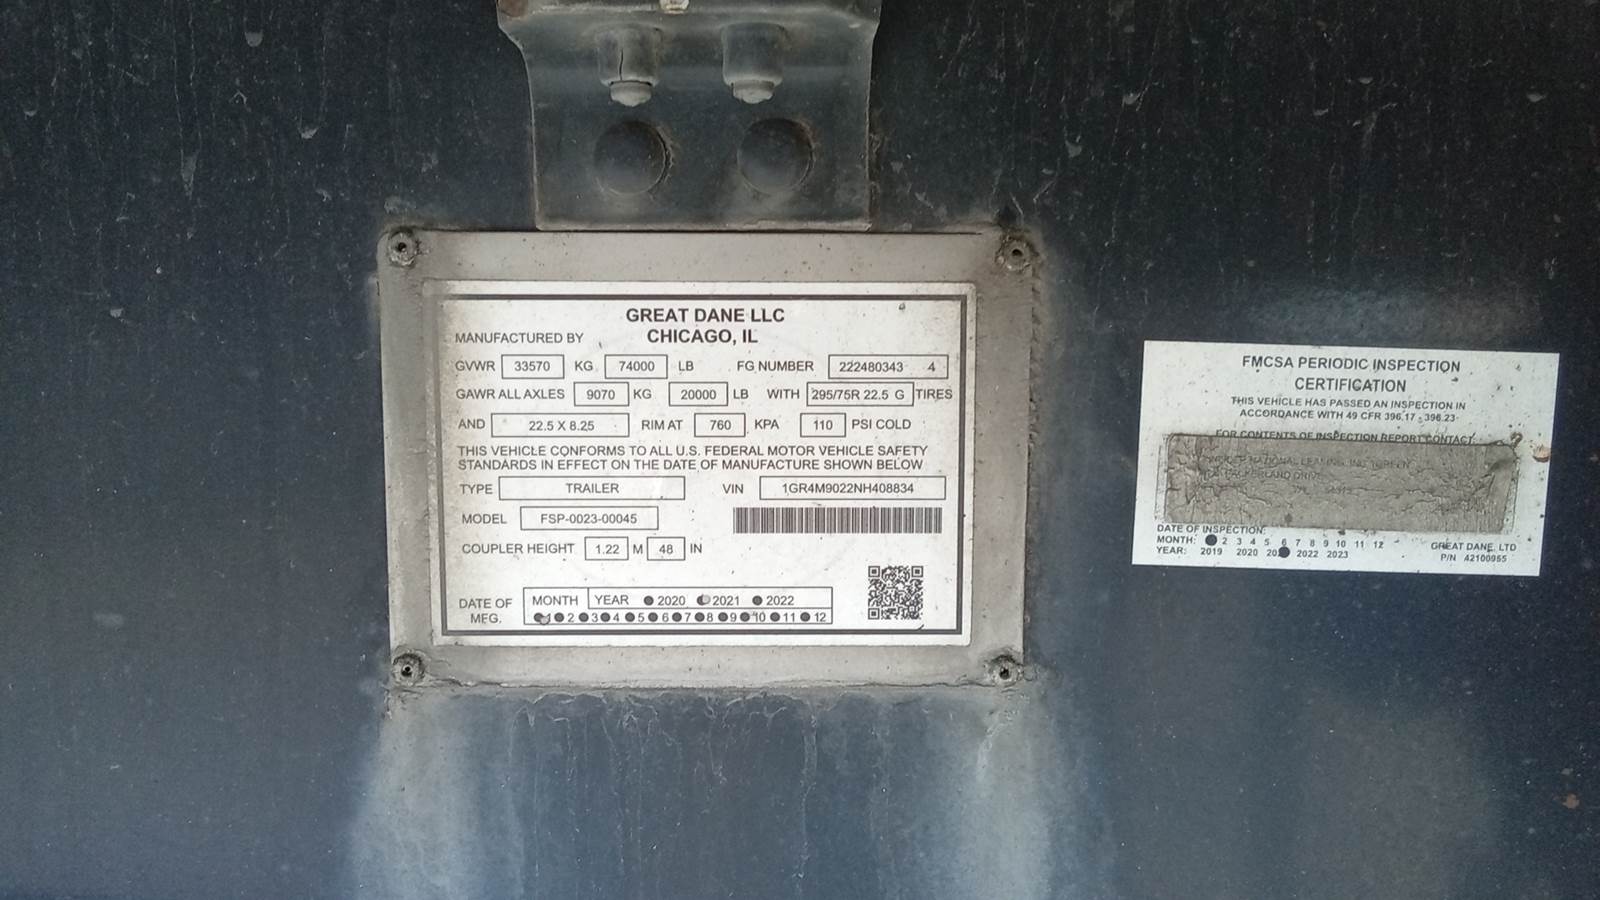 GREAT DANE LLC
MANUFACTURED BY CHICAGO, IL
GVWR 33570 KG 74000 LB FG NUMBER 222480343 4
GAWR ALL AXLES 9070 KG 20000 LB WITH 295/75R 22.5 G TIRES
AND 22.5 X 8.25 RIM AT 760 KPA 110 PSI COLD
THIS VEHICLE CONFORMS TO ALL U.S. FEDERAL MOTOR VEHICLE SAFETY
STANDARDS IN EFFECT ON THE DATE OF MANUFACTURE SHOWN BELOW
TYPE TRAILER VIN 1GR4M9022NH408834
MODEL FSP-0023-00045
COUPLER HEIGHT 1.22 M 48 IN
DATE OF MFG. MONTH YEAR 2020 2021 2022
1 2 3 4 5 6 7 8 9 10 11 12
FMCSA PERIODIC INSPECTION
CERTIFICATION
THIS VEHICLE HAS PASSED AN INSPECTION IN
ACCORDANCE WITH 49 CFR 396.17 - 396.23
FOR CONTENTS OF INSPECTION REPORT CONTACT
NATIONAL LEASING, INC.
PACKERLAND DRIVE
DATE OF INSPECTION:
MONTH: 2 3 4 5 6 7 8 9 10 11 12
YEAR: 2019 2020 2022 2023
GREAT DANE, LTD
P/N 42100955